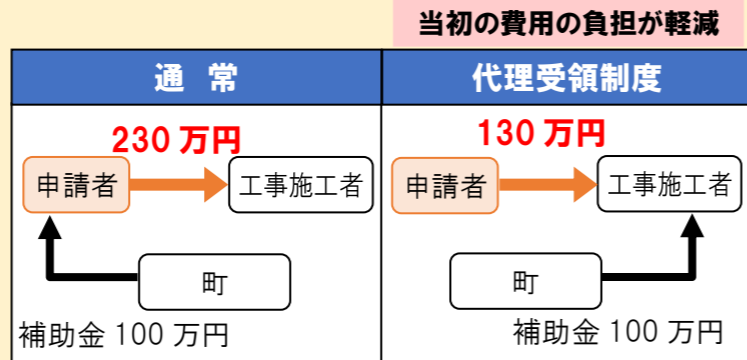 当初の費用の負担が軽減
通 常
代理受領制度
230 万円
申請者
工事施工者
町
補助金 100 万円
130 万円
申請者
工事施工者
町
補助金 100 万円